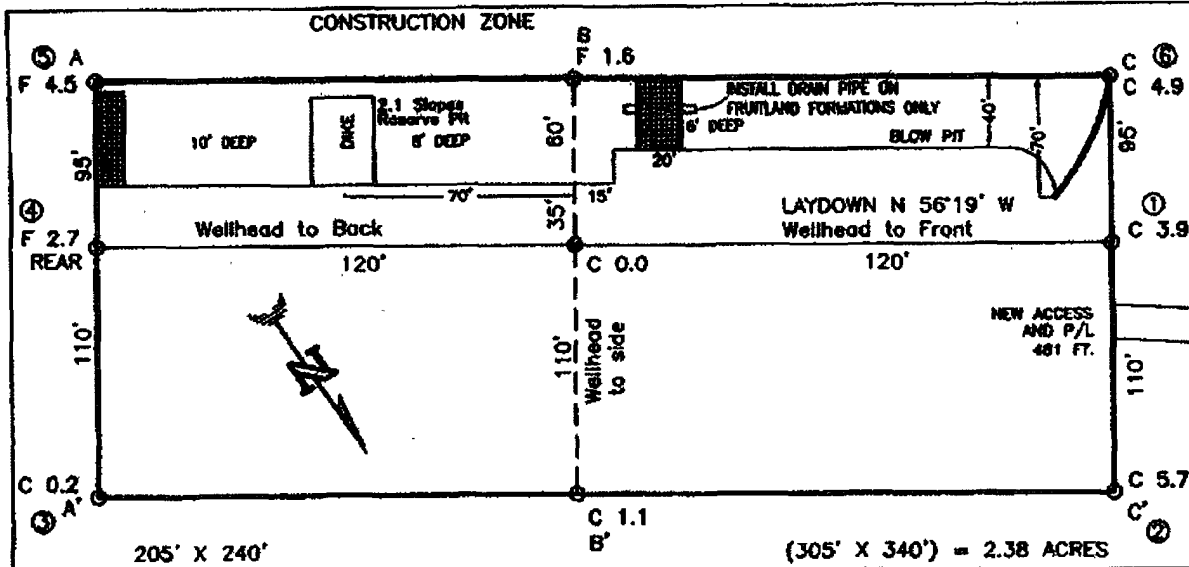 CONSTRUCTION ZONE
⑤ A
F 4.5
B
F 1.6
C ⑥
C 4.9
2.1 Slopes
Reserve Pit
10' DEEP
DIKE
8' DEEP
60'
INSTALL DRAIN PIPE ON
FRUITLAND FORMATIONS ONLY
6' DEEP
BLOW PIT
40'
70'
95'
95'
20'
70'
15'
35'
④
F 2.7
REAR
Wellhead to Back
120'
C 0.0
LAYDOWN N 56°19' W
Wellhead to Front
120'
①
C 3.9
NEW ACCESS
AND P/L
481 FT.
110'
N
110'
Wellhead
to side
110'
C 0.2
A'
③
C 1.1
B'
C 5.7
C'
②
205' X 240'
(305' X 340') = 2.38 ACRES